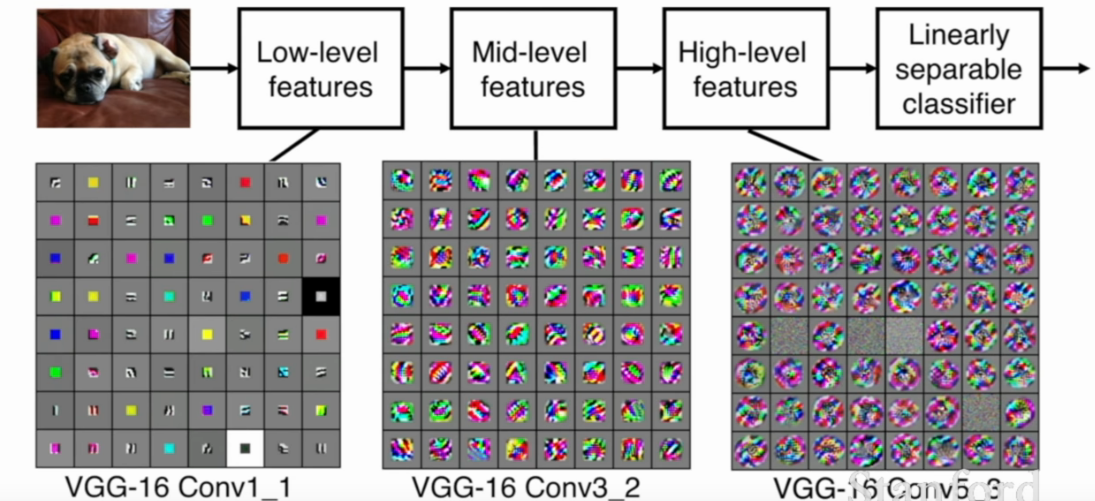 Low-level
features
Mid-level
features
High-level
features
Linearly
separable
classifier
VGG-16 Conv1_1
VGG-16 Conv3_2
VGG-16 Conv5_3
Stanford